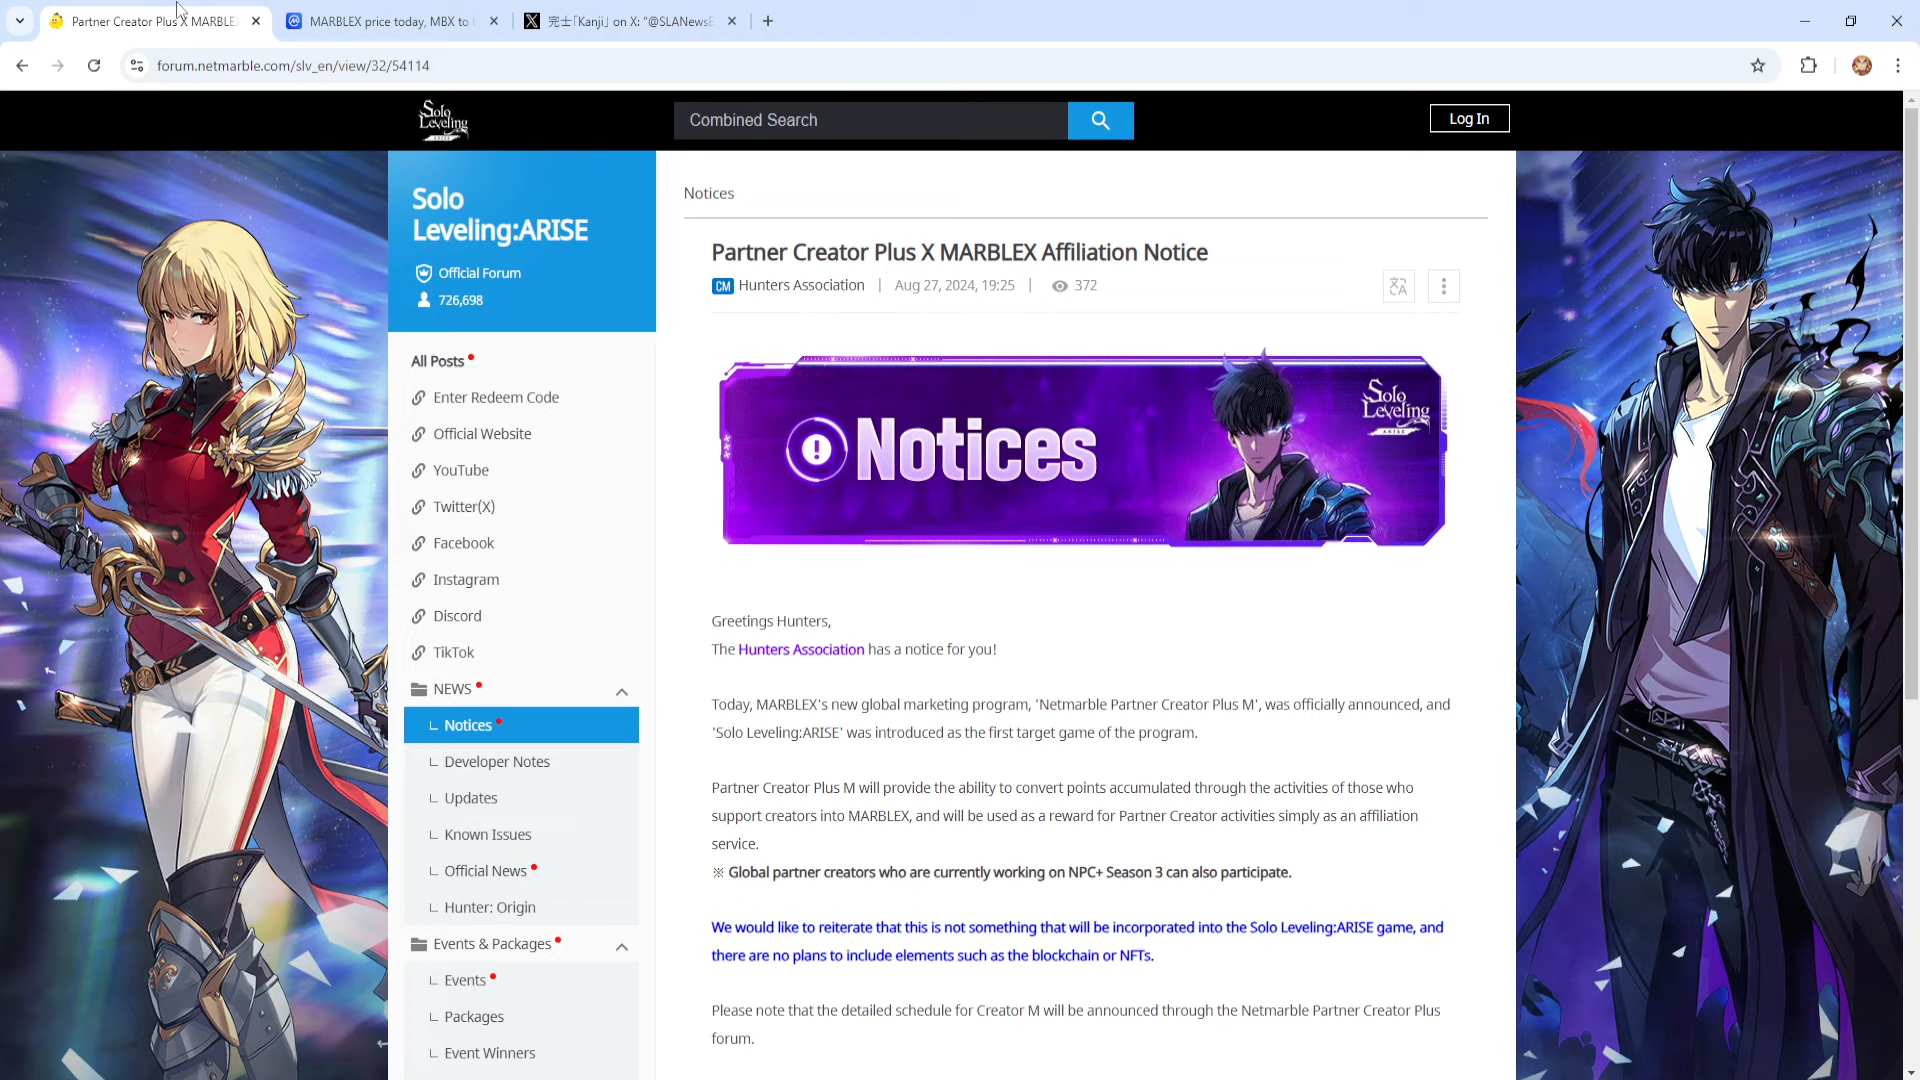 Partner Creator Plus X MARBLE
MARBLEX price today, MBX to U
完士「Kanji」 on X: "@SLANewsE
forum.netmarble.com/slv_en/view/32/54114
Solo Leveling ARISE
Combined Search
Log In
Solo
Leveling:ARISE
Official Forum
726,698
All Posts
Enter Redeem Code
Official Website
YouTube
Twitter(X)
Facebook
Instagram
Discord
TikTok
NEWS
Notices
Developer Notes
Updates
Known Issues
Official News
Hunter: Origin
Events & Packages
Events
Packages
Event Winners
Notices
Partner Creator Plus X MARBLEX Affiliation Notice
CM Hunters Association | Aug 27, 2024, 19:25 | 372
Notices
Solo Leveling ARISE
Greetings Hunters,
The Hunters Association has a notice for you!
Today, MARBLEX's new global marketing program, 'Netmarble Partner Creator Plus M', was officially announced, and
'Solo Leveling:ARISE' was introduced as the first target game of the program.
Partner Creator Plus M will provide the ability to convert points accumulated through the activities of those who
support creators into MARBLEX, and will be used as a reward for Partner Creator activities simply as an affiliation
service.
※ Global partner creators who are currently working on NPC+ Season 3 can also participate.
We would like to reiterate that this is not something that will be incorporated into the Solo Leveling:ARISE game, and
there are no plans to include elements such as the blockchain or NFTs.
Please note that the detailed schedule for Creator M will be announced through the Netmarble Partner Creator Plus
forum.